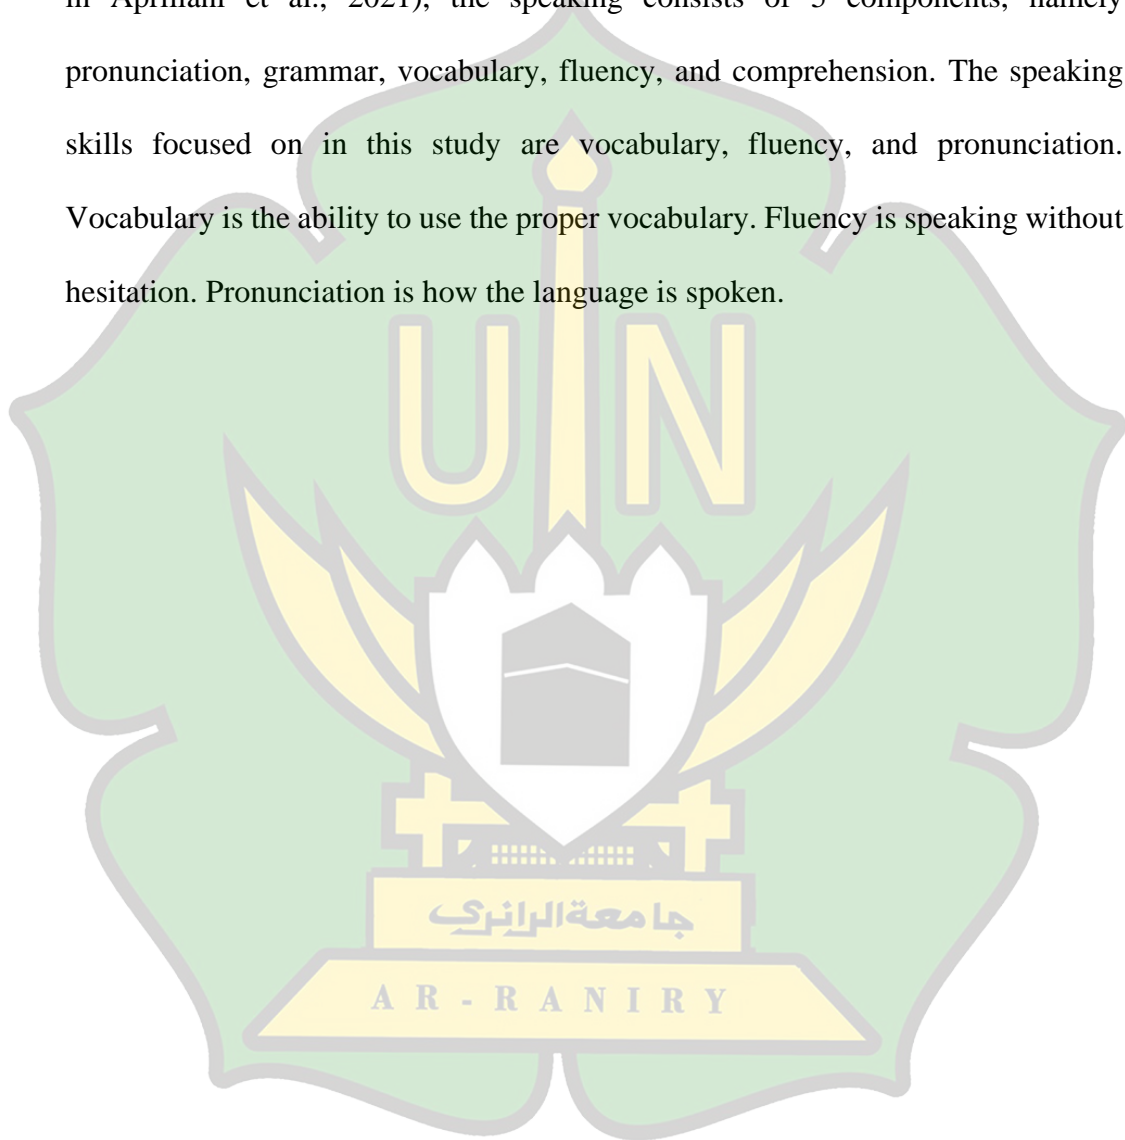 in Apriliani et al., 2021), the speaking consists of 5 components, namely
pronunciation, grammar, vocabulary, fluency, and comprehension. The speaking
skills focused on in this study are vocabulary, fluency, and pronunciation.
Vocabulary is the ability to use the proper vocabulary. Fluency is speaking without
hesitation. Pronunciation is how the language is spoken.
UIN
جامعةالرانرك
AR-RANIRY